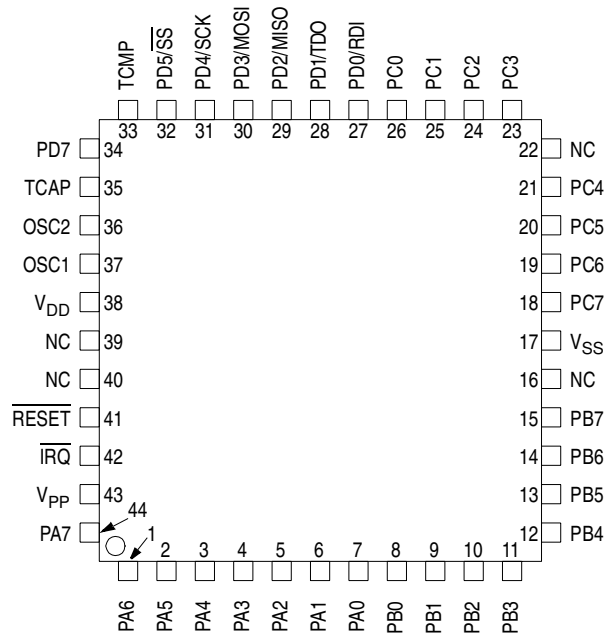 TCMP
PD5/S̅S̅
PD4/SCK
PD3/MOSI
PD2/MISO
PD1/TDO
PD0/RDI
PC0
PC1
PC2
PC3
33 32 31 30 29 28 27 26 25 24 23
PD7 34
TCAP 35
OSC2 36
OSC1 37
VDD 38
NC 39
NC 40
R̅E̅S̅E̅T̅ 41
I̅R̅Q̅ 42
VPP 43
PA7 44
22 NC
21 PC4
20 PC5
19 PC6
18 PC7
17 VSS
16 NC
15 PB7
14 PB6
13 PB5
12 PB4
1 2 3 4 5 6 7 8 9 10 11
PA6
PA5
PA4
PA3
PA2
PA1
PA0
PB0
PB1
PB2
PB3